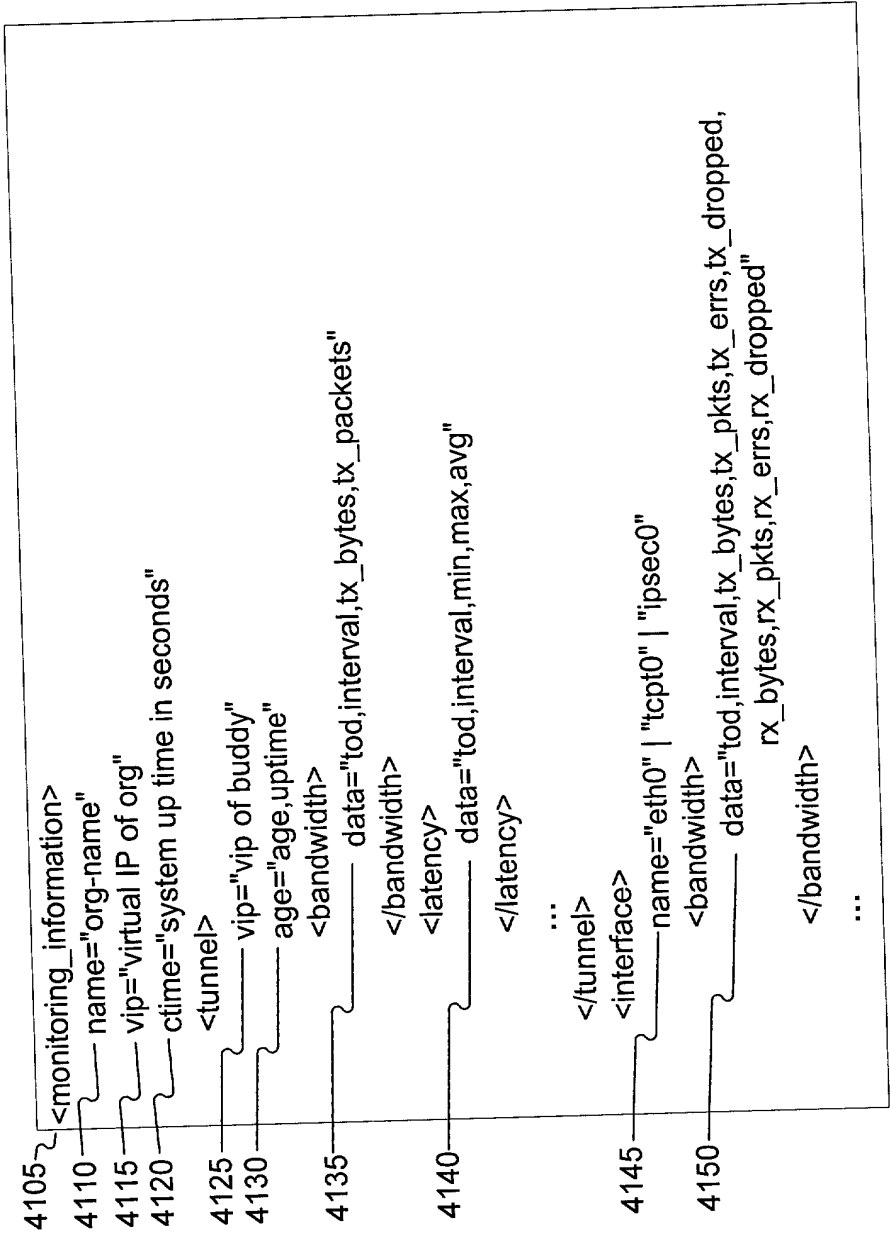 4105 <monitoring_information>
4110 name="org-name"
4115 vip="virtual IP of org"
4120 ctime="system up time in seconds"
<tunnel>
4125 vip="vip of buddy"
4130 age="age,uptime"
<bandwidth>
4135 data="tod,interval,tx_bytes,tx_packets"
</bandwidth>
<latency>
4140 data="tod,interval,min,max,avg"
</latency>
...
</tunnel>
<interface>
4145 name="eth0" | "tcpt0" | "ipsec0"
<bandwidth>
4150 data="tod,interval,tx_bytes,tx_pkts,tx_errs,tx_dropped,
rx_bytes,rx_pkts,rx_errs,rx_dropped"
</bandwidth>
...